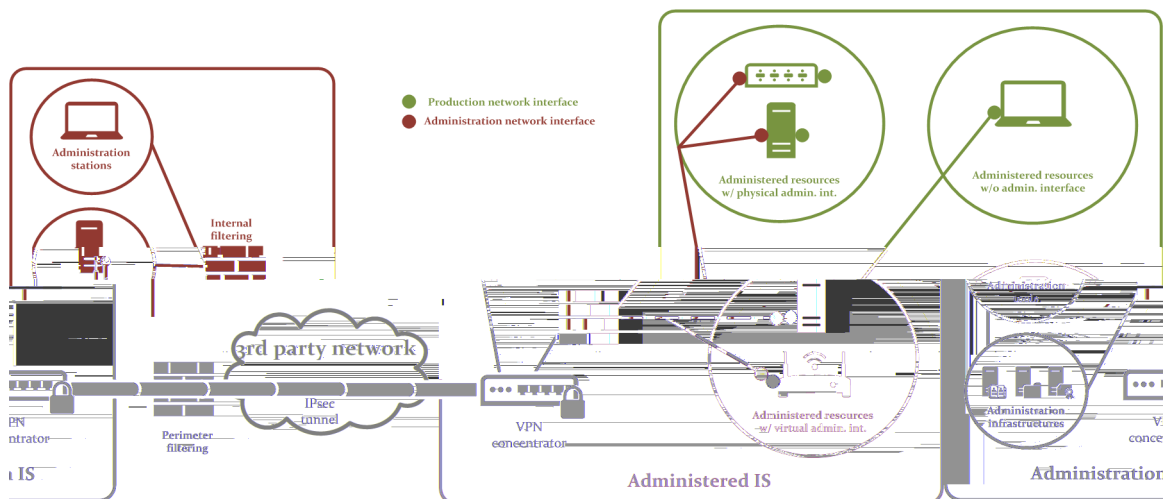 Production network interface
Administration network interface
Administration
stations
Internal
filtering
Administered resources
w/ physical admin. int.
Administered resources
w/o admin. interface
Administration
3rd party network
IPsec
tunnel
Perimeter
filtering
VPN
concentrator
Administered resources
w/ virtual admin. int.
Administration
infrastructures
IS
Administered IS
Administration